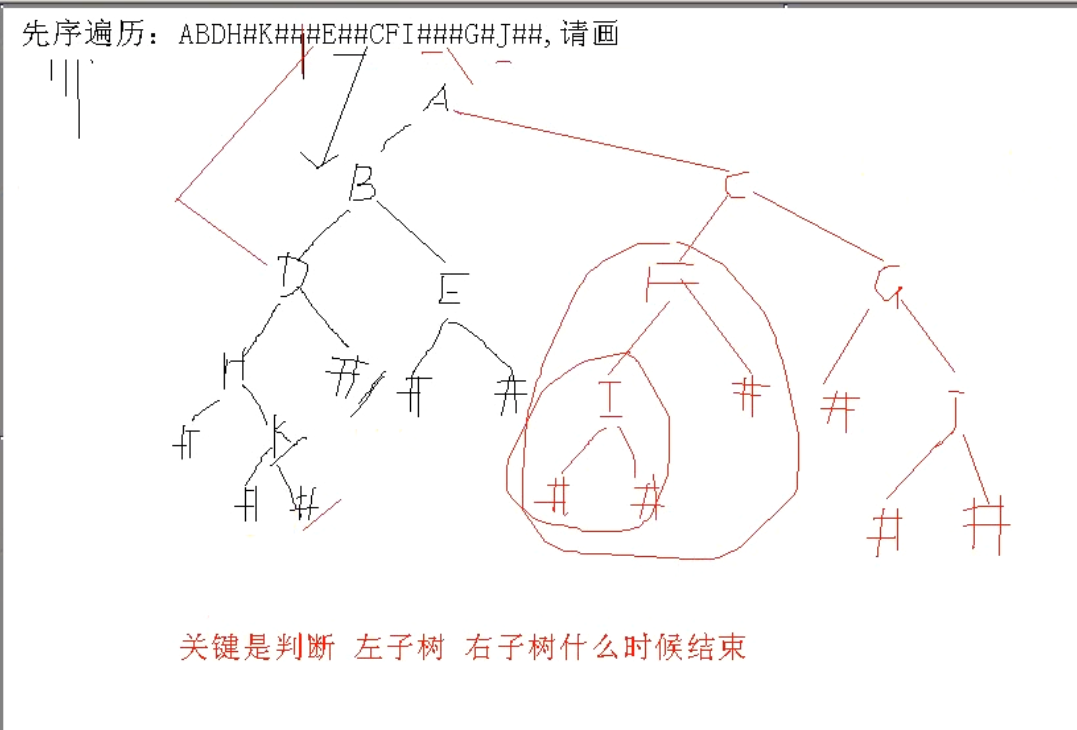 先序遍历: ABDH#K###E##CFI###G#J##,请画
A
B C
D E F G
H # # # I # # J
# K # # # #
# #
关键是判断 左子树 右子树什么时候结束